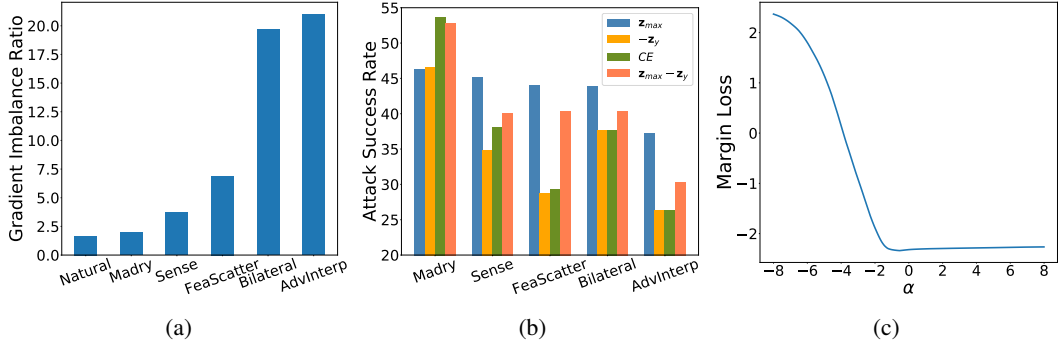 Gradient Imbalance Ratio
20.0
17.5
15.0
12.5
10.0
7.5
5.0
2.5
0.0
Natural
Madry
Sense
FeaScatter
Bilateral
AdvInterp
(a)
Attack Success Rate
55
50
45
40
35
30
25
20
z_max
−z_y
CE
z_max − z_y
Madry
Sense
FeaScatter
Bilateral
AdvInterp
(b)
Margin Loss
2
1
0
−1
−2
−8 −6 −4 −2 0 2 4 6 8
α
(c)